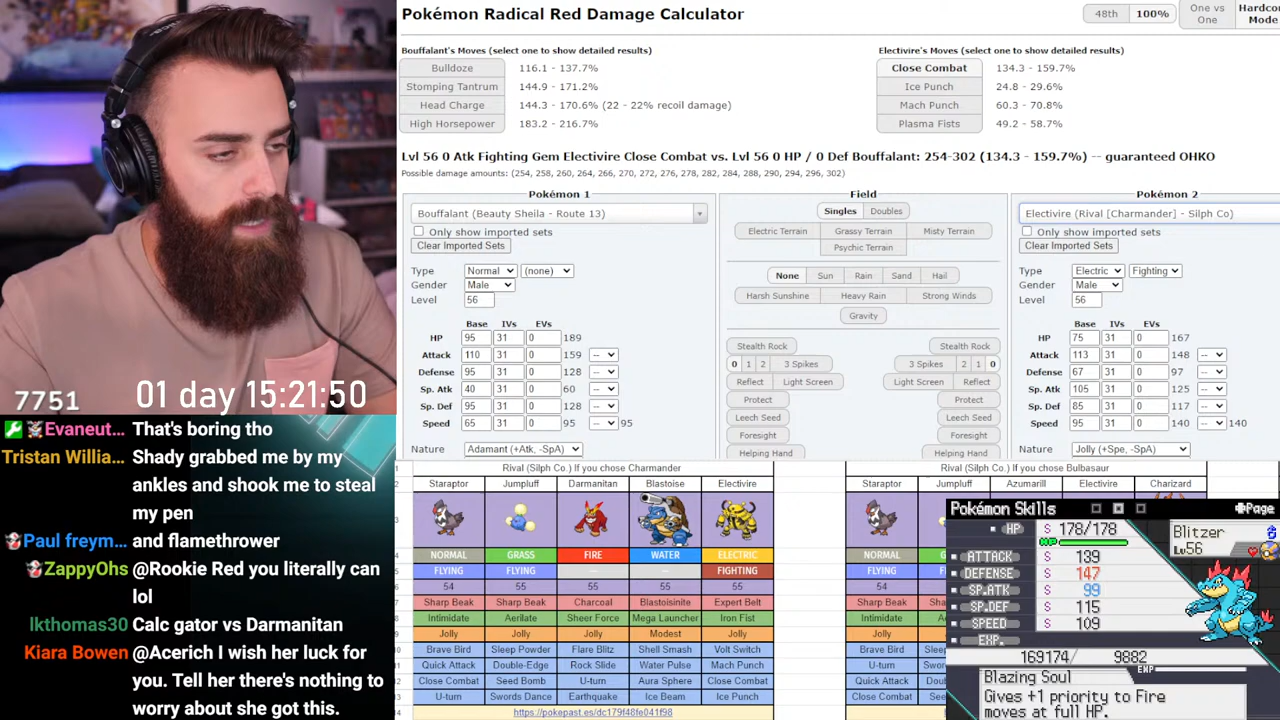 Pokémon Radical Red Damage Calculator
48th 100% One vs One Hardco Mode
Bouffalant's Moves (select one to show detailed results)
Bulldoze 116.1 - 137.7%
Stomping Tantrum 144.9 - 171.2%
Head Charge 144.3 - 170.6% (22 - 22% recoil damage)
High Horsepower 183.2 - 216.7%
Electivire's Moves (select one to show detailed results)
Close Combat 134.3 - 159.7%
Ice Punch 24.8 - 29.6%
Mach Punch 60.3 - 70.8%
Plasma Fists 49.2 - 58.7%
Lvl 56 0 Atk Fighting Gem Electivire Close Combat vs. Lvl 56 0 HP / 0 Def Bouffalant: 254-302 (134.3 - 159.7%) -- guaranteed OHKO
Possible damage amounts: (254, 258, 260, 264, 266, 270, 272, 276, 278, 282, 284, 288, 290, 294, 296, 302)
Pokémon 1
Bouffalant (Beauty Sheila - Route 13)
Only show imported sets
Clear Imported Sets
Type Normal (none)
Gender Male
Level 56
Base IVs EVs
HP 95 31 0 189
Attack 110 31 0 159 --
Defense 95 31 0 128 --
Sp. Atk 40 31 0 60 --
Sp. Def 95 31 0 128 --
Speed 65 31 0 95 -- 95
Nature Adamant (+Atk, -SpA)
Field
Singles Doubles
Electric Terrain Grassy Terrain Misty Terrain
Psychic Terrain
None Sun Rain Sand Hail
Harsh Sunshine Heavy Rain Strong Winds
Gravity
Stealth Rock Stealth Rock
0 1 2 3 Spikes 3 Spikes 2 1 0
Reflect Light Screen Light Screen Reflect
Protect Protect
Leech Seed Leech Seed
Foresight Foresight
Helping Hand Helping Hand
Pokémon 2
Electivire (Rival [Charmander] - Silph Co)
Only show imported sets
Clear Imported Sets
Type Electric Fighting
Gender Male
Level 56
Base IVs EVs
HP 75 31 0 167
Attack 113 31 0 148 --
Defense 67 31 0 97 --
Sp. Atk 105 31 0 125 --
Sp. Def 85 31 0 117 --
Speed 95 31 0 140 -- 140
Nature Jolly (+Spe, -SpA)
7751 01 day 15:21:50
Evaneut... That's boring tho
Tristan Willia... Shady grabbed me by my
ankles and shook me to steal
my pen
Paul freym... and flamethrower
ZappyOhs @Rookie Red you literally can
lol
lkthomas30 Calc gator vs Darmanitan
Kiara Bowen @Acerich I wish her luck for
you. Tell her there's nothing to
worry about she got this.
Rival (Silph Co.) If you chose Charmander
Staraptor Jumpluff Darmanitan Blastoise Electivire
NORMAL GRASS FIRE WATER ELECTRIC
FLYING FLYING -- -- FIGHTING
54 55 55 55 55
Sharp Beak Sharp Beak Charcoal Blastoisinite Expert Belt
Intimidate Aerilate Sheer Force Mega Launcher Iron Fist
Jolly Jolly Jolly Modest Jolly
Brave Bird Sleep Powder Flare Blitz Shell Smash Volt Switch
Quick Attack Double-Edge Rock Slide Water Pulse Mach Punch
Close Combat Seed Bomb U-turn Aura Sphere Close Combat
U-turn Swords Dance Earthquake Ice Beam Ice Punch
https://pokepast.es/dc179f48fe041f98
Rival (Silph Co.) If you chose Bulbasaur
Staraptor Azumarill Electivire Charizard
NORMAL
FLYING
54
Sharp Beak
Intimidate
Jolly
Brave Bird
U-turn
Quick Attack
Close Combat
Pokémon Skills Page
HP 178/178
ATTACK 139
DEFENSE 147
SP.ATK 99
SP.DEF 115
SPEED 109
EXP.
169174 9882
Blitzer
L56
Blazing Soul
Gives +1 priority to Fire
moves at full HP.